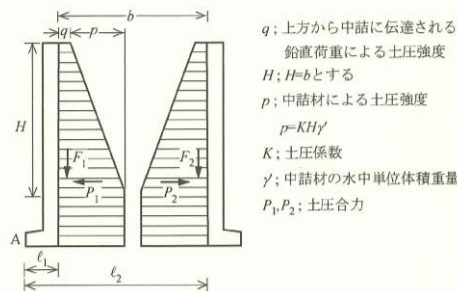 b
q
p
H
F1
F2
P1
P2
A
ℓ1
ℓ2
q ; 上方から中詰に伝達される
鉛直荷重による土圧強度
H ; H=bとする
p ; 中詰材による土圧強度
p=KHγ'
K ; 土圧係数
γ' ; 中詰材の水中単位体積重量
P1,P2 ; 土圧合力